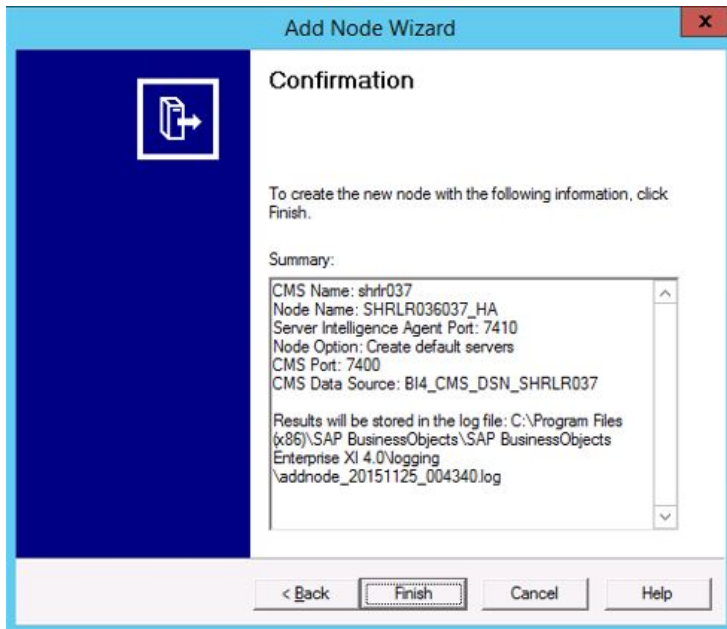 Add Node Wizard
x
Confirmation
To create the new node with the following information, click
Finish.
Summary:
CMS Name: shrlr037
Node Name: SHRLR036037_HA
Server Intelligence Agent Port: 7410
Node Option: Create default servers
CMS Port: 7400
CMS Data Source: BI4_CMS_DSN_SHRLR037
Results will be stored in the log file: C:\Program Files
(x86)\SAP BusinessObjects\SAP BusinessObjects
Enterprise XI 4.0\logging
\addnode_20151125_004340.log
< Back
Finish
Cancel
Help